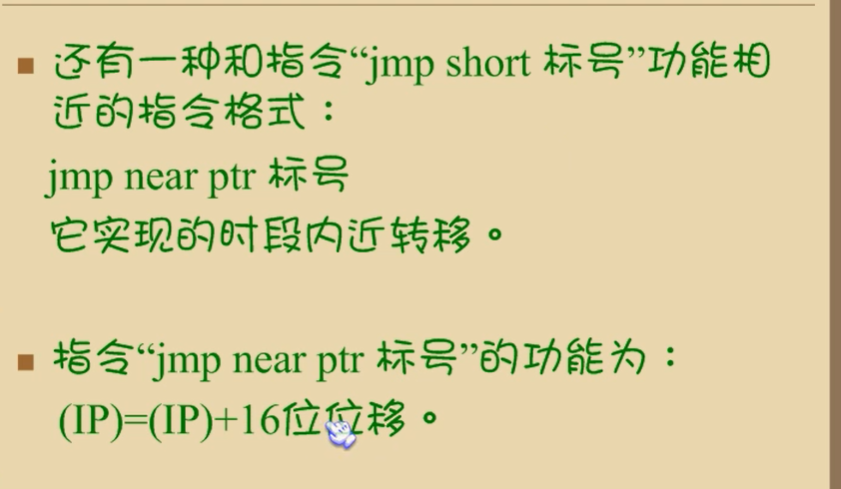 ■ 还有一种和指令“jmp short 标号”功能相
近的指令格式：
jmp near ptr 标号
它实现的时段内近转移。
■ 指令“jmp near ptr 标号”的功能为：
(IP)=(IP)+16位位移。